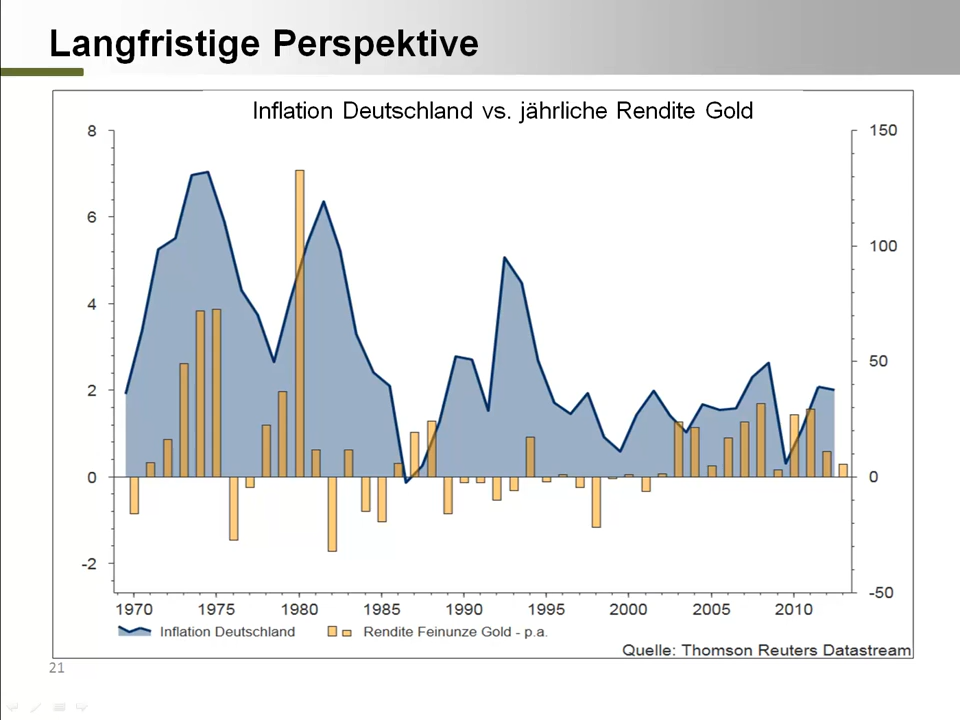 Langfristige Perspektive
Inflation Deutschland vs. jährliche Rendite Gold
8 150
6 100
4 50
2 0
0 -50
-2
1970 1975 1980 1985 1990 1995 2000 2005 2010
Inflation Deutschland Rendite Feinunze Gold - p.a.
Quelle: Thomson Reuters Datastream
21